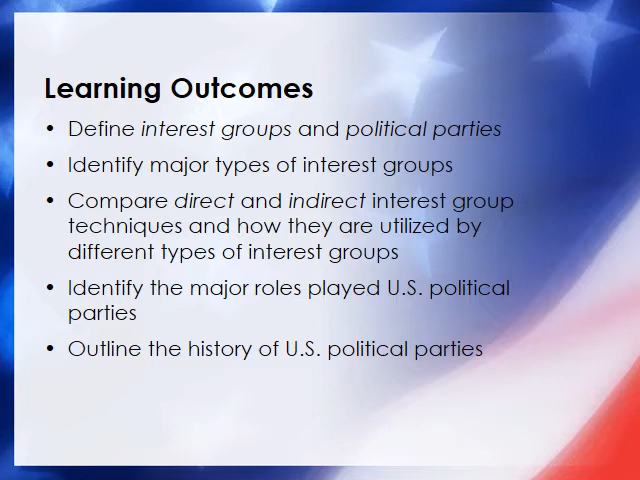 Learning Outcomes
• Define interest groups and political parties
• Identify major types of interest groups
• Compare direct and indirect interest group
techniques and how they are utilized by
different types of interest groups
• Identify the major roles played U.S. political
parties
• Outline the history of U.S. political parties